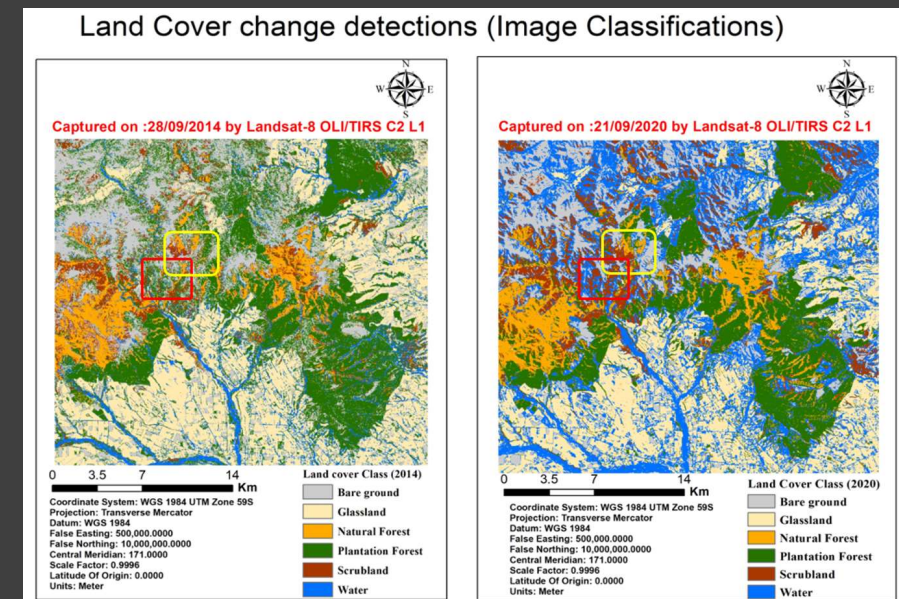 Land Cover change detections (Image Classifications)
N
W E
S
Captured on :28/09/2014 by Landsat-8 OLI/TIRS C2 L1
0 3.5 7 14
Km
Coordinate System: WGS 1984 UTM Zone 59S
Projection: Transverse Mercator
Datum: WGS 1984
False Easting: 500,000.0000
False Northing: 10,000,000.0000
Central Meridian: 171.0000
Scale Factor: 0.9996
Latitude Of Origin: 0.0000
Units: Meter
Land cover Class (2014)
Bare ground
Glassland
Natural Forest
Plantation Forest
Scrubland
Water
N
W E
S
Captured on :21/09/2020 by Landsat-8 OLI/TIRS C2 L1
0 3.5 7 14
Km
Coordinate System: WGS 1984 UTM Zone 59S
Projection: Transverse Mercator
Datum: WGS 1984
False Easting: 500,000.0000
False Northing: 10,000,000.0000
Central Meridian: 171.0000
Scale Factor: 0.9996
Latitude Of Origin: 0.0000
Units: Meter
Land Cover Class (2020)
Bare ground
Glassland
Natural Forest
Plantation Forest
Scrubland
Water